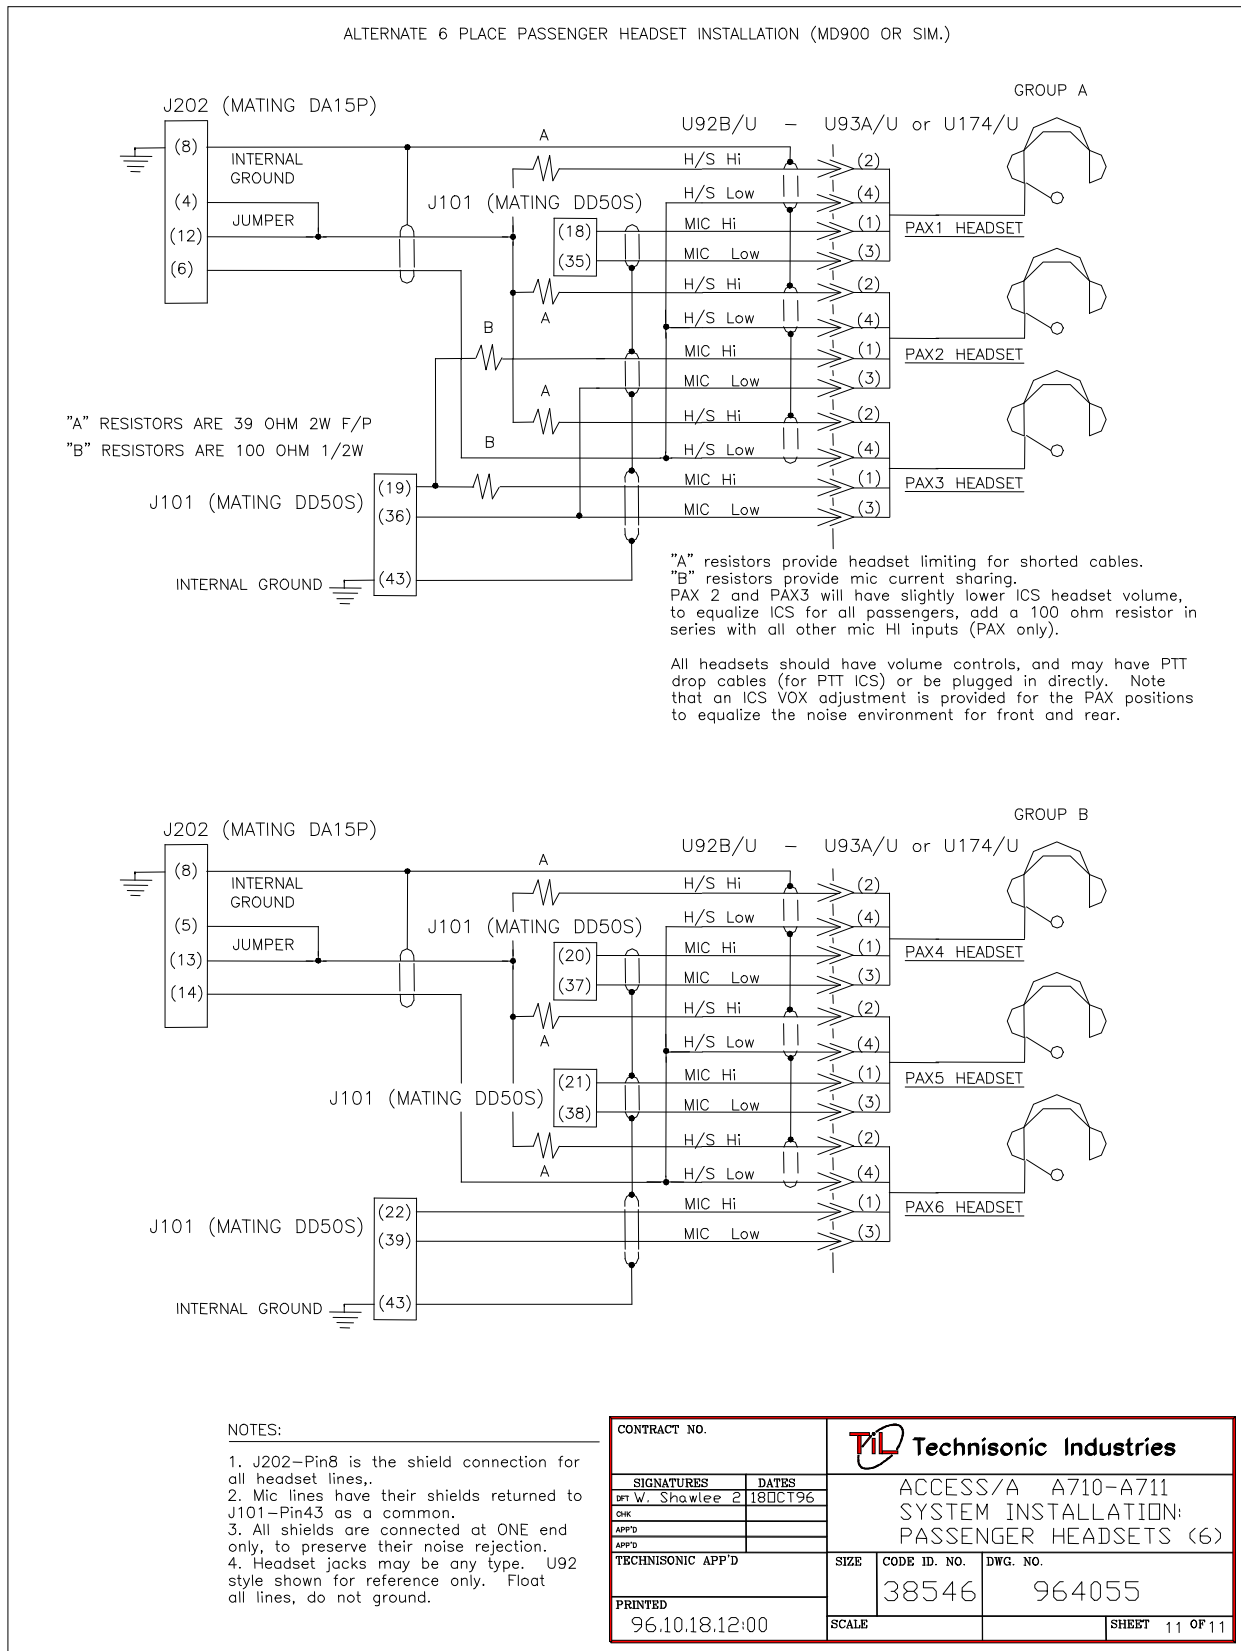 ALTERNATE 6 PLACE PASSENGER HEADSET INSTALLATION (MD900 OR SIM.)
GROUP A
J202 (MATING DA15P)
U92B/U – U93A/U or U174/U
A
(8)
INTERNAL
GROUND
H/S Hi
(2)
(4)
J101 (MATING DD50S)
H/S Low
(4)
JUMPER
(12)
(18)
MIC Hi
(1)
PAX1 HEADSET
(6)
(35)
MIC Low
(3)
H/S Hi
(2)
A
H/S Low
(4)
B
MIC Hi
(1)
PAX2 HEADSET
MIC Low
(3)
A
H/S Hi
(2)
"A" RESISTORS ARE 39 OHM 2W F/P
"B" RESISTORS ARE 100 OHM 1/2W
B
H/S Low
(4)
J101 (MATING DD50S)
(19)
MIC Hi
(1)
PAX3 HEADSET
(36)
MIC Low
(3)
INTERNAL GROUND
(43)
"A" resistors provide headset limiting for shorted cables.
"B" resistors provide mic current sharing.
PAX 2 and PAX3 will have slightly lower ICS headset volume,
to equalize ICS for all passengers, add a 100 ohm resistor in
series with all other mic HI inputs (PAX only).
All headsets should have volume controls, and may have PTT
drop cables (for PTT ICS) or be plugged in directly. Note
that an ICS VOX adjustment is provided for the PAX positions
to equalize the noise environment for front and rear.
GROUP B
J202 (MATING DA15P)
U92B/U – U93A/U or U174/U
A
(8)
INTERNAL
GROUND
H/S Hi
(2)
(5)
J101 (MATING DD50S)
H/S Low
(4)
JUMPER
(13)
(20)
MIC Hi
(1)
PAX4 HEADSET
(14)
(37)
MIC Low
(3)
H/S Hi
(2)
A
H/S Low
(4)
J101 (MATING DD50S)
(21)
MIC Hi
(1)
PAX5 HEADSET
(38)
MIC Low
(3)
H/S Hi
(2)
A
H/S Low
(4)
J101 (MATING DD50S)
(22)
MIC Hi
(1)
PAX6 HEADSET
(39)
MIC Low
(3)
INTERNAL GROUND
(43)
NOTES:
1. J202–Pin8 is the shield connection for
all headset lines,.
2. Mic lines have their shields returned to
J101–Pin43 as a common.
3. All shields are connected at ONE end
only, to preserve their noise rejection.
4. Headset jacks may be any type. U92
style shown for reference only. Float
all lines, do not ground.
CONTRACT NO.
TiL Technisonic Industries
SIGNATURES DATES
DFT W. Shawlee 2 18OCT96
CHK
APP'D
APP'D
ACCESS/A A710-A711
SYSTEM INSTALLATION:
PASSENGER HEADSETS (6)
TECHNISONIC APP'D
SIZE CODE ID. NO. DWG. NO.
38546 964055
PRINTED
96.10.18.12:00
SCALE SHEET 11 OF 11